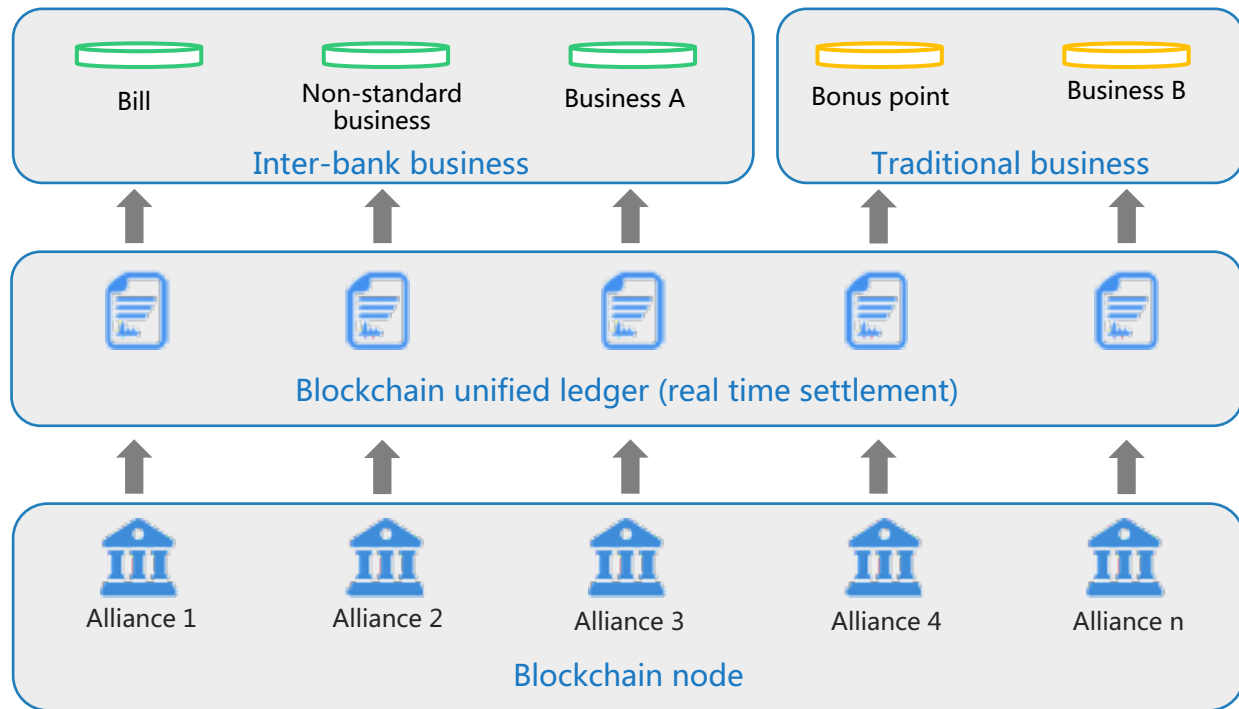 Bill
Non-standard
business
Business A
Inter-bank business
Bonus point
Business B
Traditional business
Blockchain unified ledger (real time settlement)
Alliance 1
Alliance 2
Alliance 3
Alliance 4
Alliance n
Blockchain node